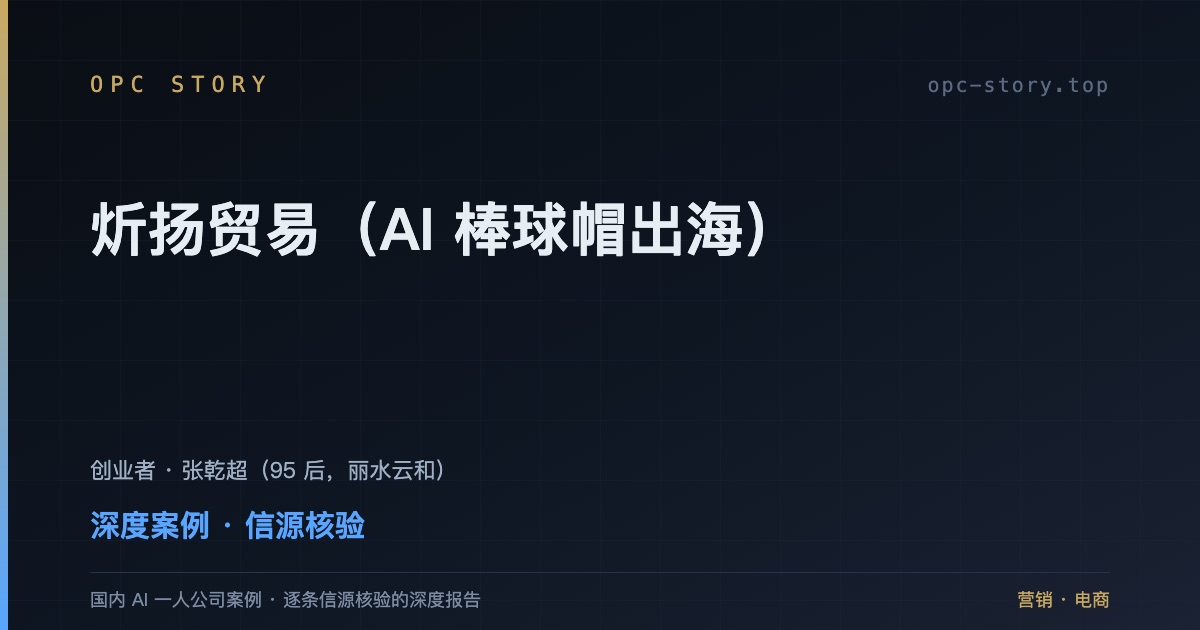 OPC STORY
opc-story.top
炘扬贸易（AI 棒球帽出海）
创业者 · 张乾超（95 后，丽水云和）
深度案例 · 信源核验
国内 AI 一人公司案例 · 逐条信源核验的深度报告
营销 · 电商